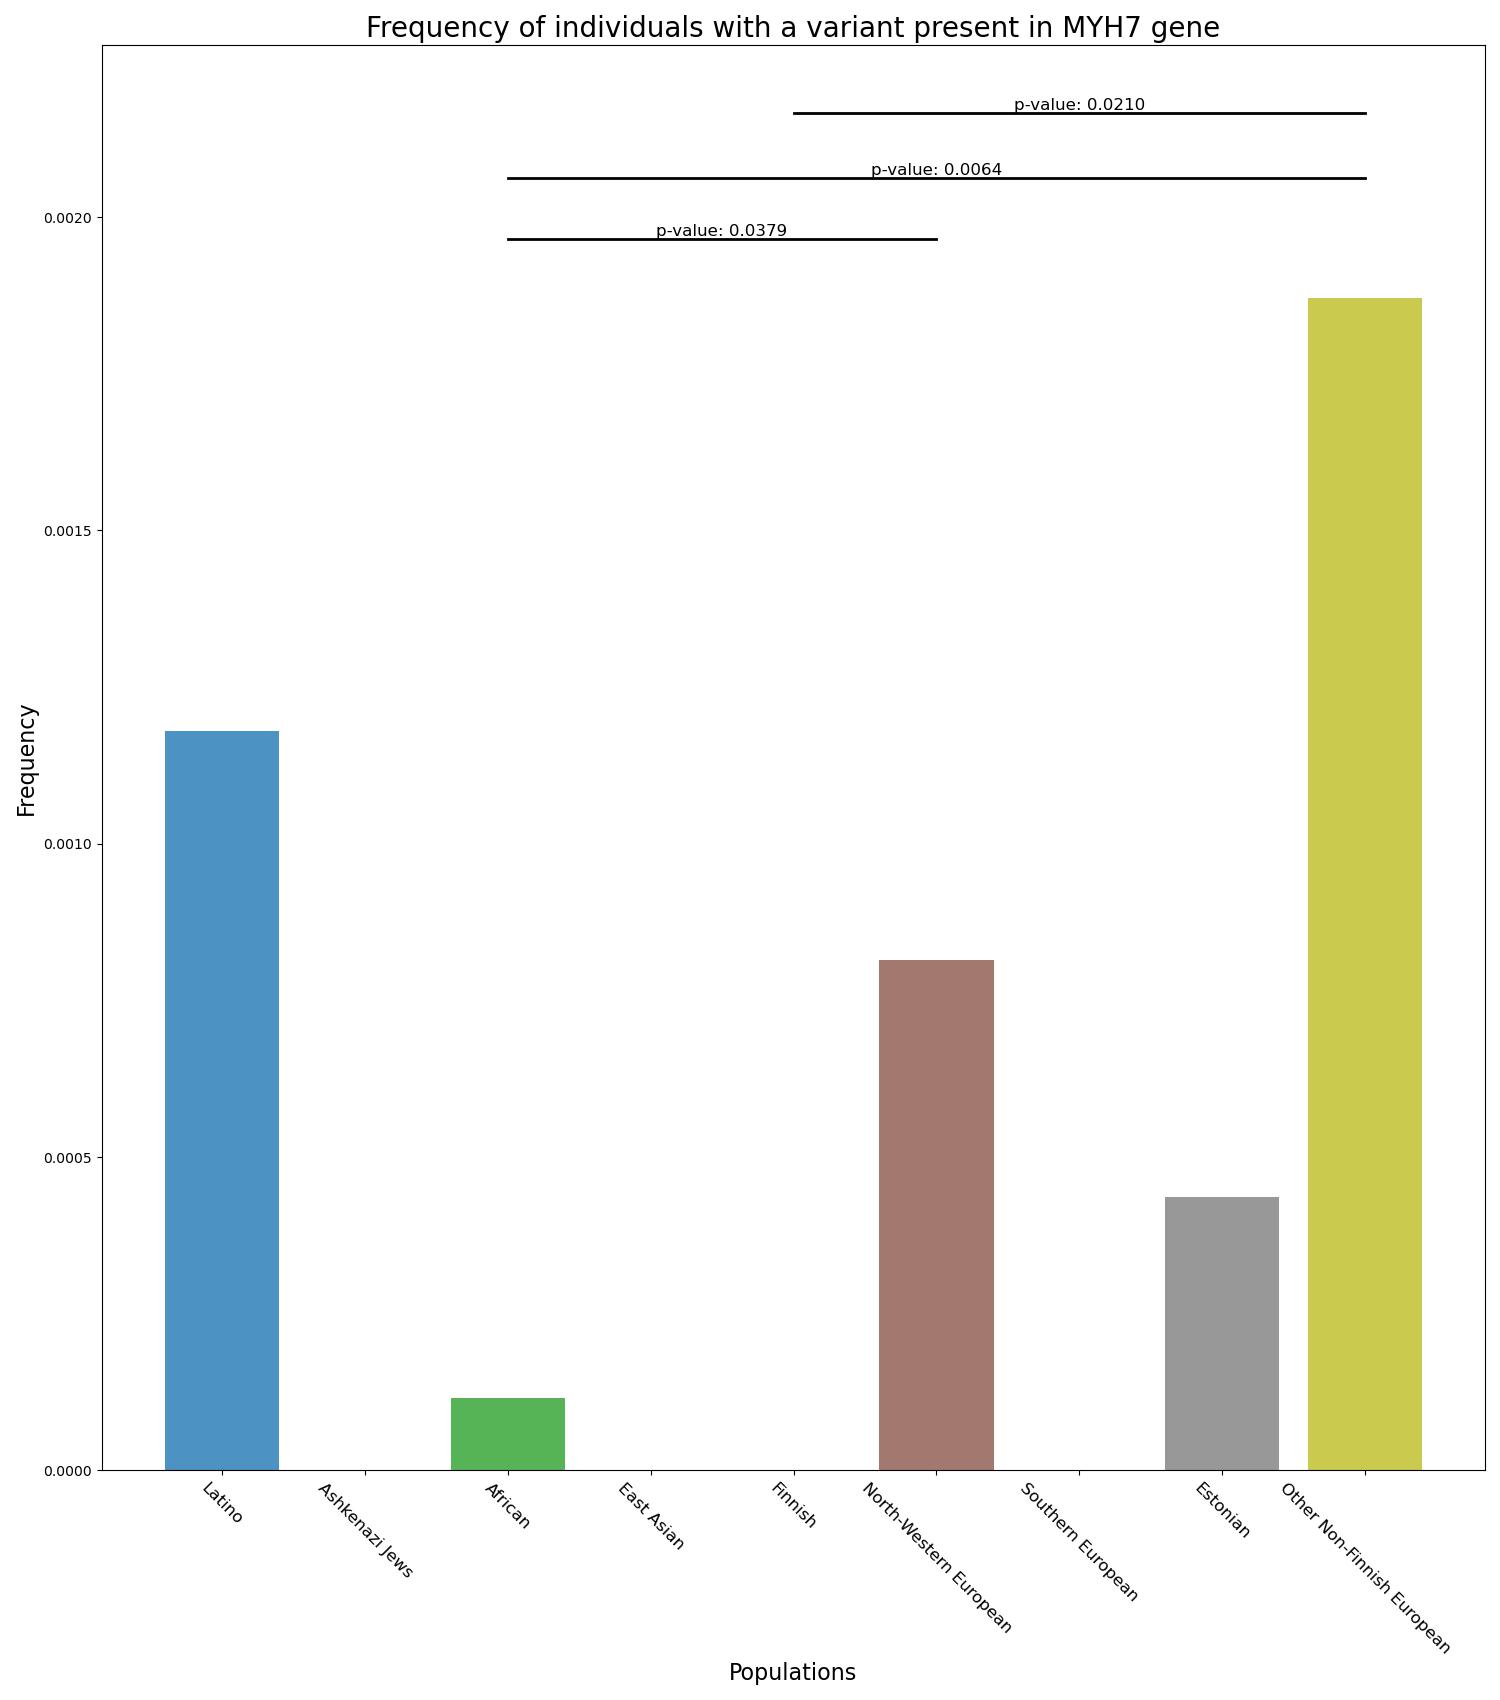 Frequency of individuals with a variant present in MYH7 gene
p-value: 0.0210
p-value: 0.0064
p-value: 0.0379
0.0020
0.0015
0.0010
0.0005
0.0000
Frequency
Latino
Ashkenazi Jews
African
East Asian
Finnish
North-Western European
Southern European
Estonian
Other Non-Finnish European
Populations